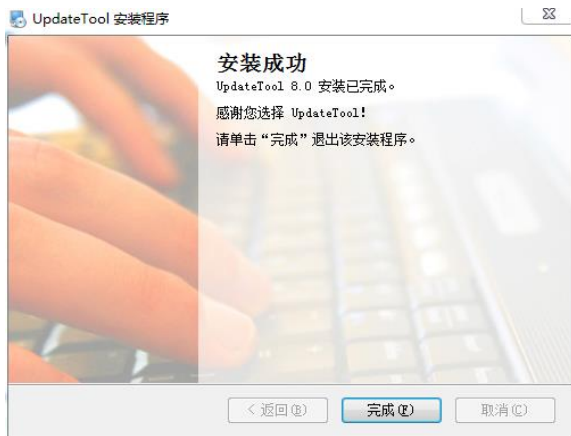 UpdateTool 安装程序
安装成功
UpdateTool 8.0 安装已完成。
感谢您选择 UpdateTool!
请单击“完成”退出该安装程序。
< 返回(B)
完成(F)
取消(C)